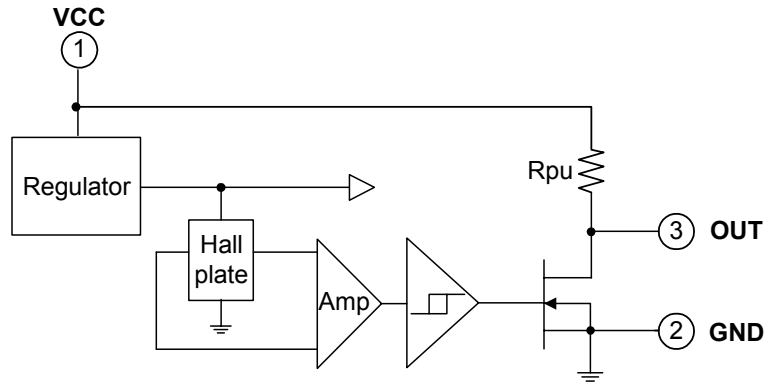 VCC
1
Regulator
Rpu
3 OUT
Hall
plate
Amp
2 GND